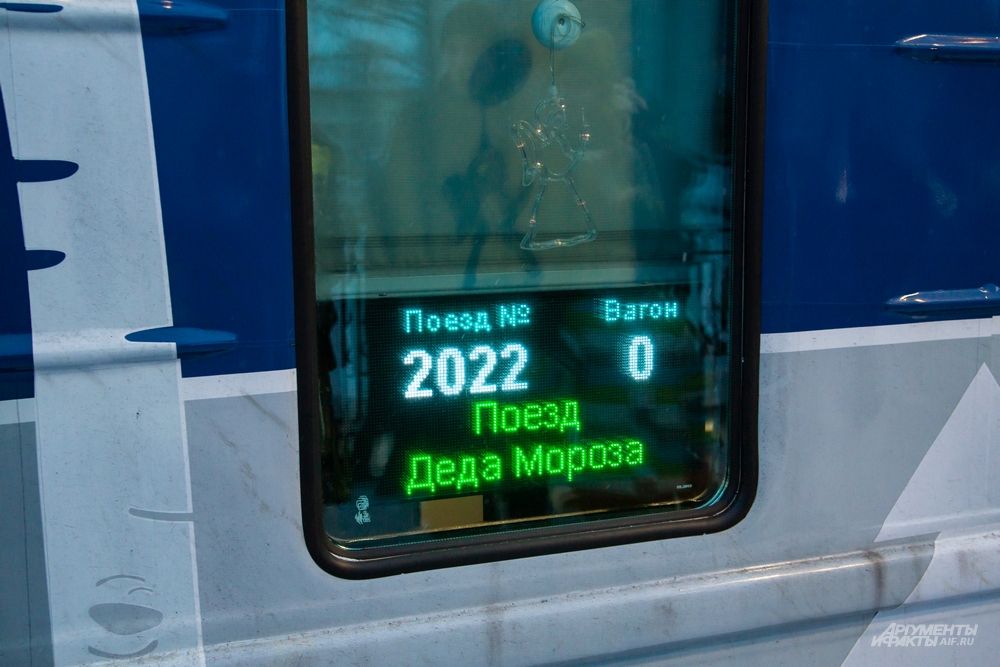 Поезд №
Вагон
2022
0
Поезд
Деда Мороза
АРГУМЕНТЫ
И ФАКТЫ AIF.RU